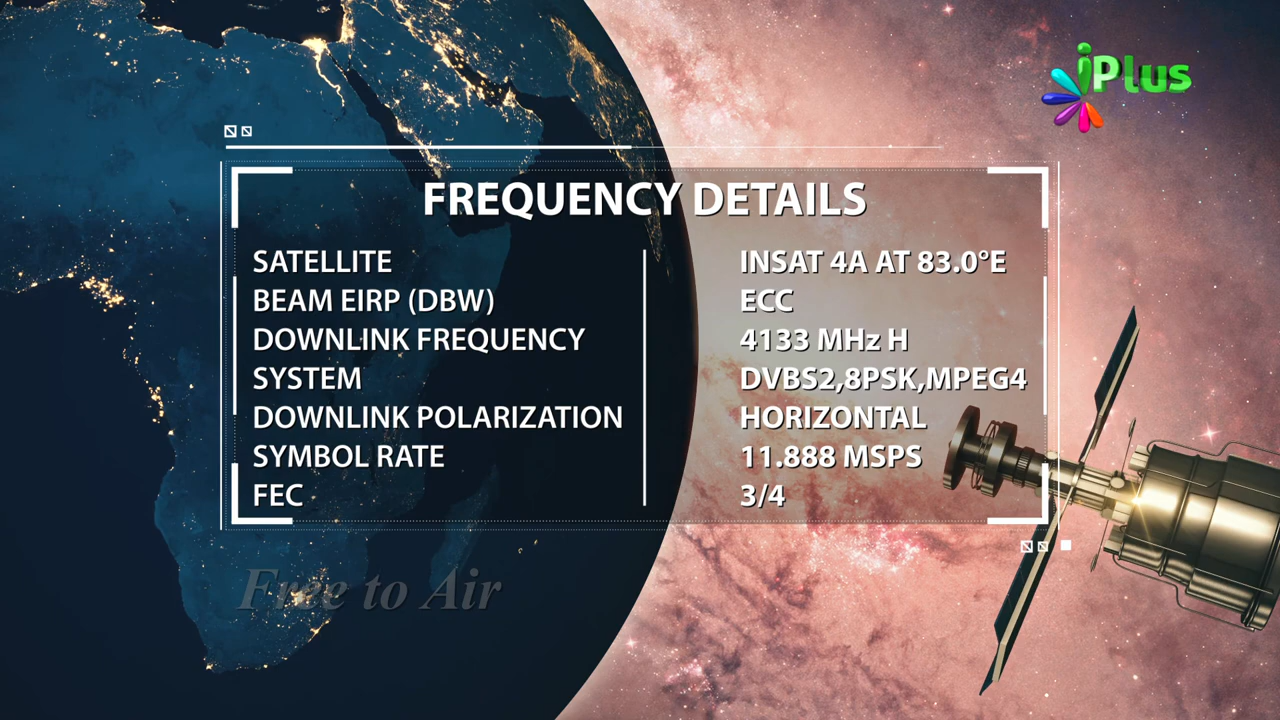 iPlus
FREQUENCY DETAILS
SATELLITE INSAT 4A AT 83.0°E
BEAM EIRP (DBW) ECC
DOWNLINK FREQUENCY 4133 MHz H
SYSTEM DVBS2,8PSK,MPEG4
DOWNLINK POLARIZATION HORIZONTAL
SYMBOL RATE 11.888 MSPS
FEC 3/4
Free to Air